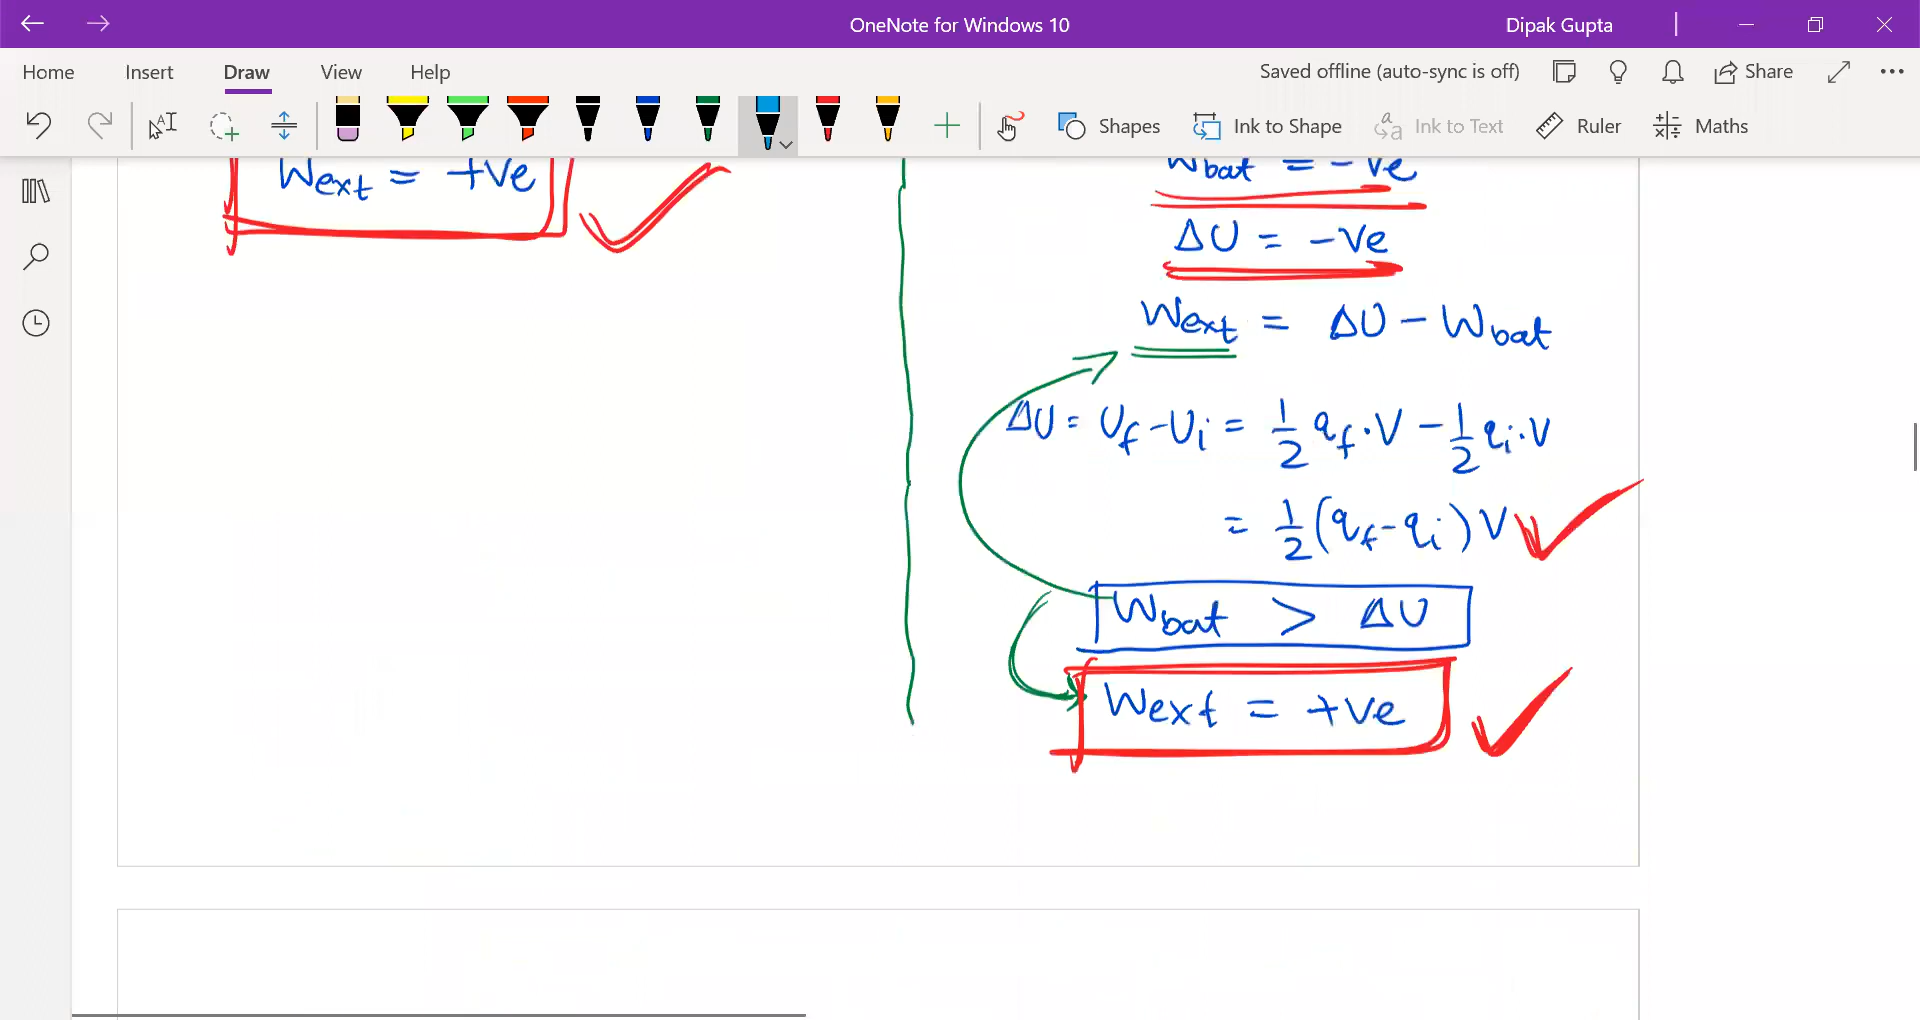 OneNote for Windows 10
Dipak Gupta
Home Insert Draw View Help
Saved offline (auto-sync is off)
Share
Shapes
Ink to Shape
Ink to Text
Ruler
Maths
Wext = +ve
Wbat = -ve
ΔU = -ve
Wext = ΔU - Wbat
ΔU = Uf - Ui = 1/2 qf·V - 1/2 qi·V
= 1/2 (qf - qi) V
Wbat > ΔU
Wext = +ve